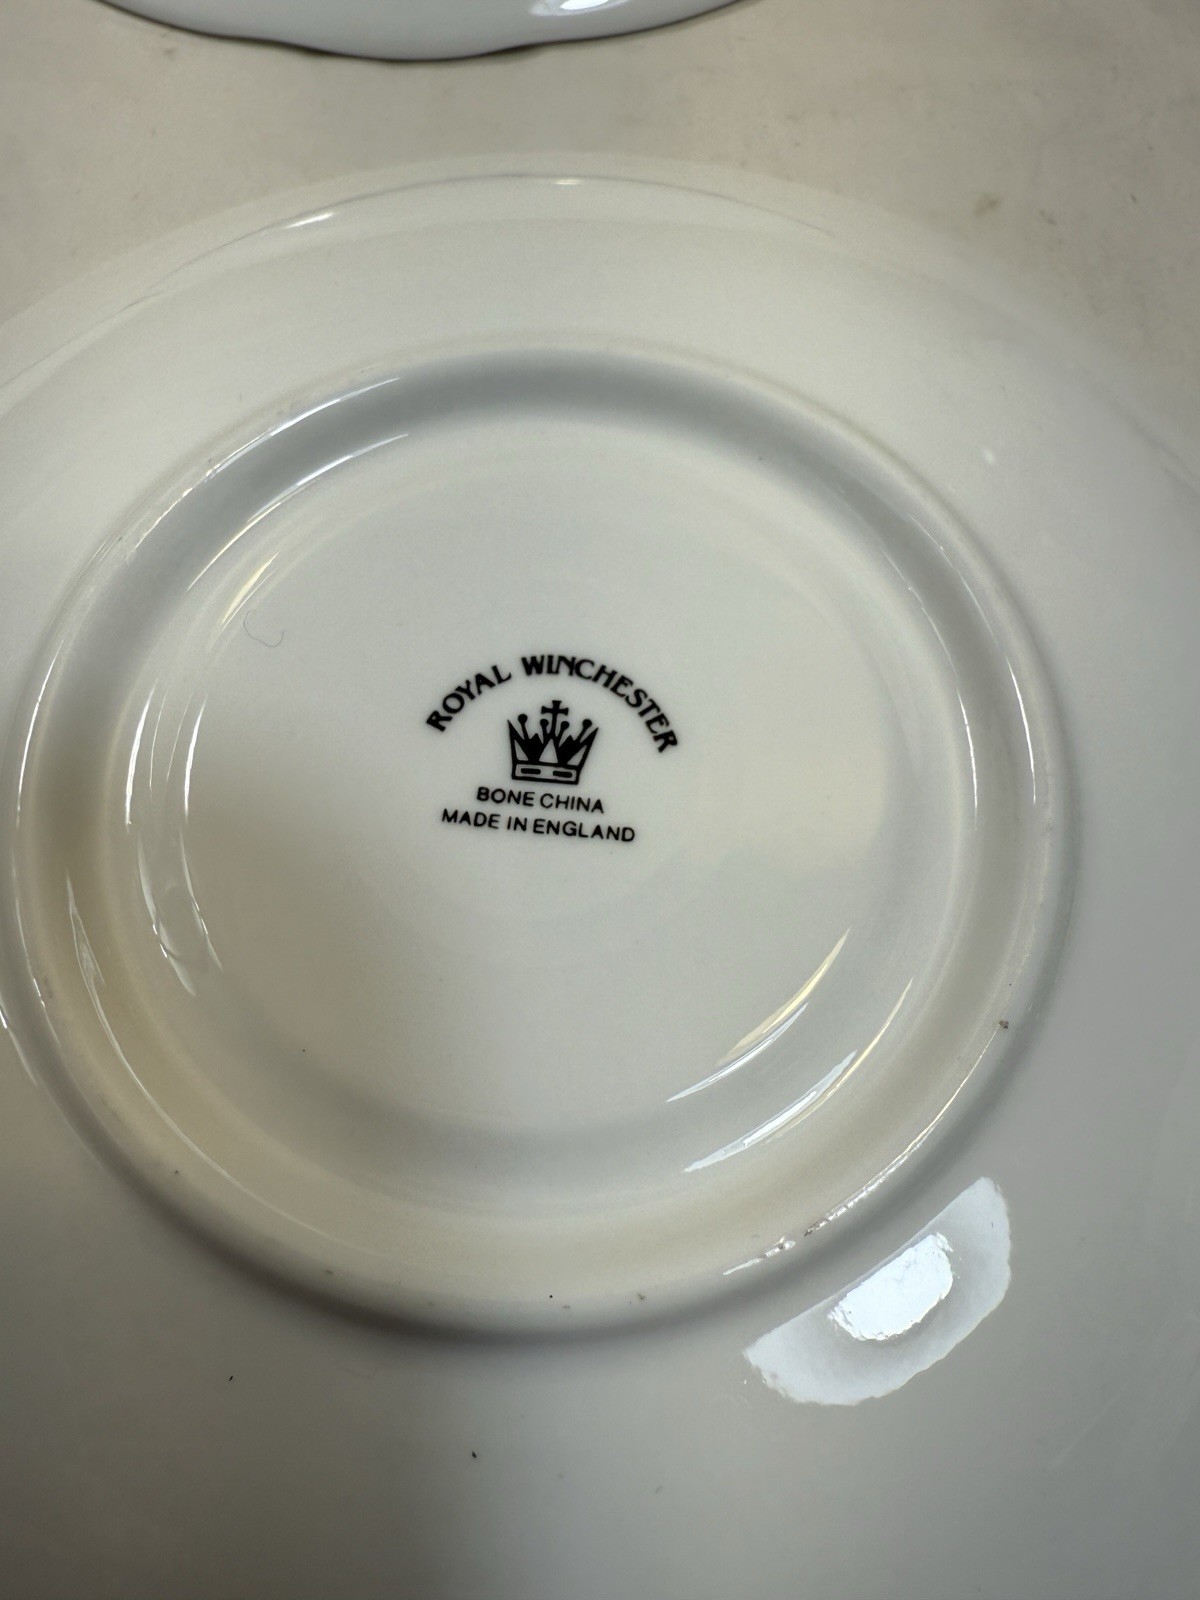 ROYAL WINCHESTER
BONE CHINA
MADE IN ENGLAND